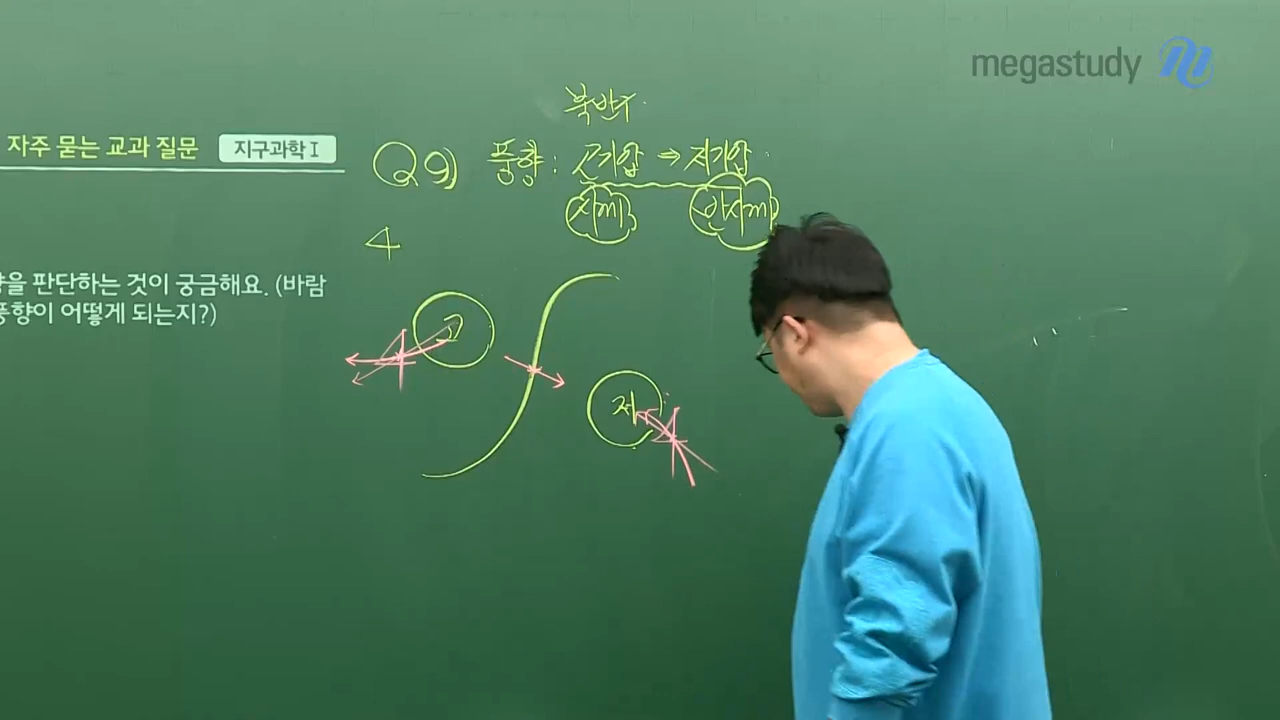 megastudy
북반구
자주 묻는 교과 질문 지구과학 I
Q9) 풍향 : 고기압 ⇒ 저기압
시계 반시계
4
향을 판단하는 것이 궁금해요. (바람
풍향이 어떻게 되는지?)
고
저